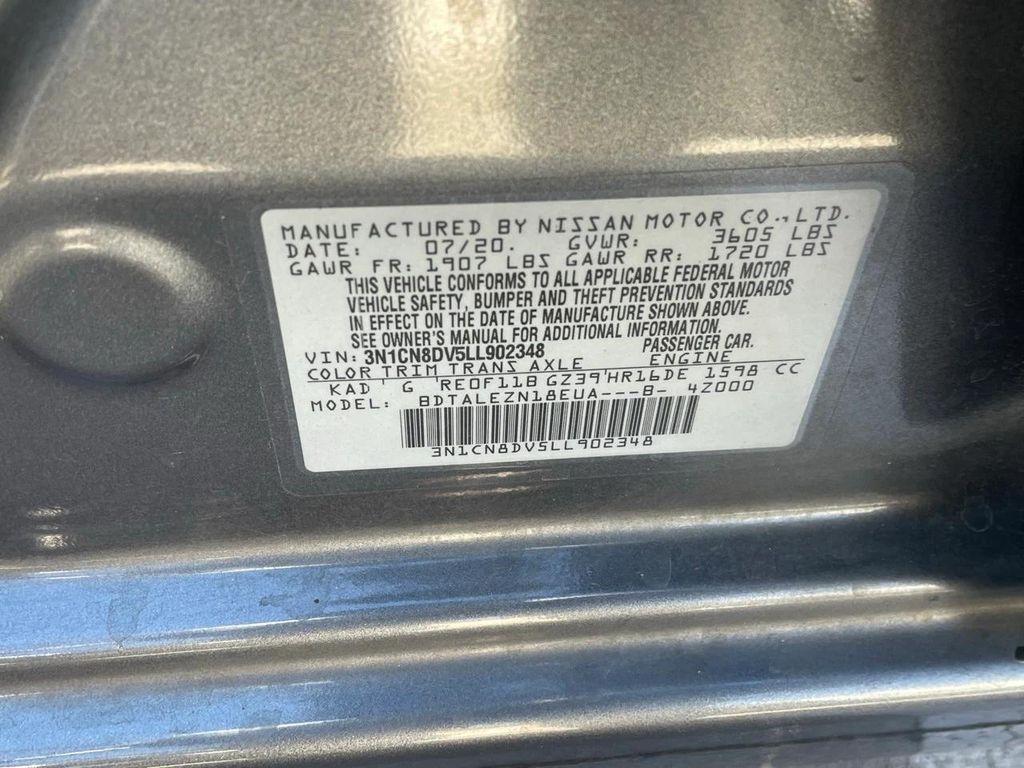 MANUFACTURED BY NISSAN MOTOR CO.,LTD.
DATE: 07/20. GVWR: 3605 LBS
GAWR FR: 1907 LBS GAWR RR: 1720 LBS
THIS VEHICLE CONFORMS TO ALL APPLICABLE FEDERAL MOTOR
VEHICLE SAFETY, BUMPER AND THEFT PREVENTION STANDARDS
IN EFFECT ON THE DATE OF MANUFACTURE SHOWN ABOVE.
SEE OWNER'S MANUAL FOR ADDITIONAL INFORMATION.
VIN: 3N1CN8DV5LL902348 PASSENGER CAR.
COLOR TRIM TRANS AXLE ENGINE
KAD ' G 'RE0F11B GZ39'HR16DE 1598 CC
MODEL: BDTALEZN18EUA---B- 4Z000
3N1CN8DV5LL902348